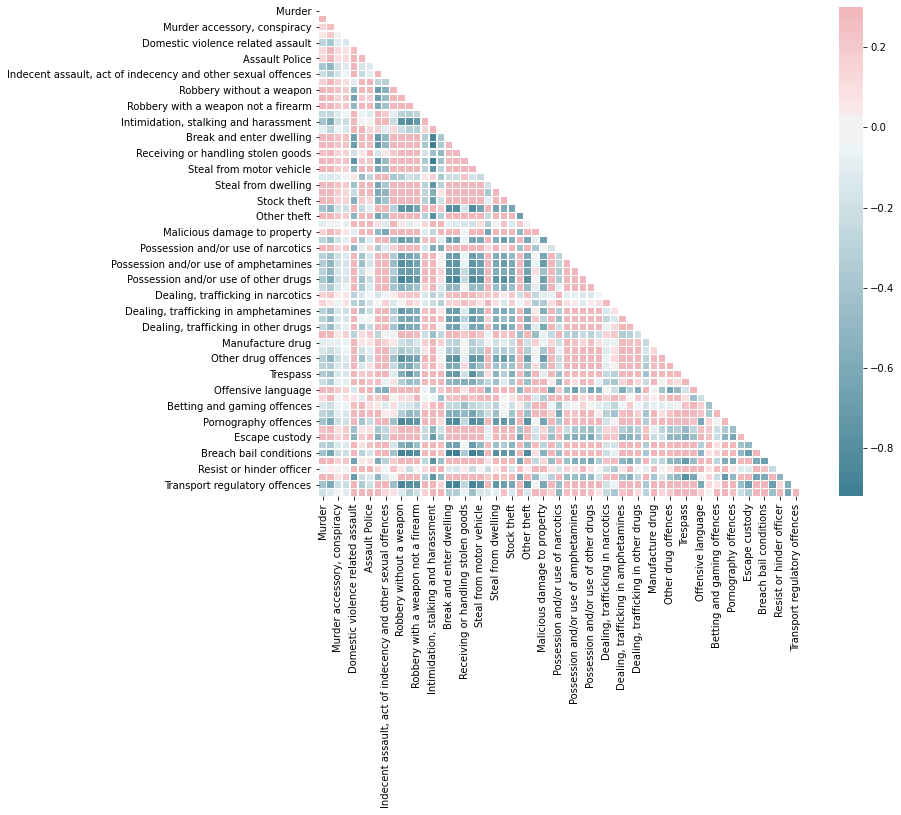 Murder
Murder accessory, conspiracy
Domestic violence related assault
Assault Police
Indecent assault, act of indecency and other sexual offences
Robbery without a weapon
Robbery with a weapon not a firearm
Intimidation, stalking and harassment
Break and enter dwelling
Receiving or handling stolen goods
Steal from motor vehicle
Steal from dwelling
Stock theft
Other theft
Malicious damage to property
Possession and/or use of narcotics
Possession and/or use of amphetamines
Possession and/or use of other drugs
Dealing, trafficking in narcotics
Dealing, trafficking in amphetamines
Dealing, trafficking in other drugs
Manufacture drug
Other drug offences
Trespass
Offensive language
Betting and gaming offences
Pornography offences
Escape custody
Breach bail conditions
Resist or hinder officer
Transport regulatory offences
0.2
0.0
−0.2
−0.4
−0.6
−0.8
Murder
Murder accessory, conspiracy
Domestic violence related assault
Assault Police
Indecent assault, act of indecency and other sexual offences
Robbery without a weapon
Robbery with a weapon not a firearm
Intimidation, stalking and harassment
Break and enter dwelling
Receiving or handling stolen goods
Steal from motor vehicle
Steal from dwelling
Stock theft
Other theft
Malicious damage to property
Possession and/or use of narcotics
Possession and/or use of amphetamines
Possession and/or use of other drugs
Dealing, trafficking in narcotics
Dealing, trafficking in amphetamines
Dealing, trafficking in other drugs
Manufacture drug
Other drug offences
Trespass
Offensive language
Betting and gaming offences
Pornography offences
Escape custody
Breach bail conditions
Resist or hinder officer
Transport regulatory offences